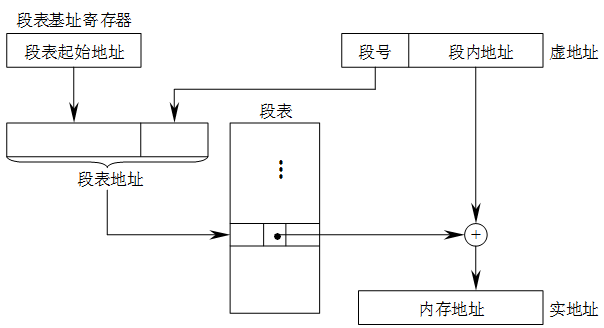 段表基址寄存器
段表起始地址
段号
段内地址
虚地址
段表
段表地址
+
内存地址
实地址